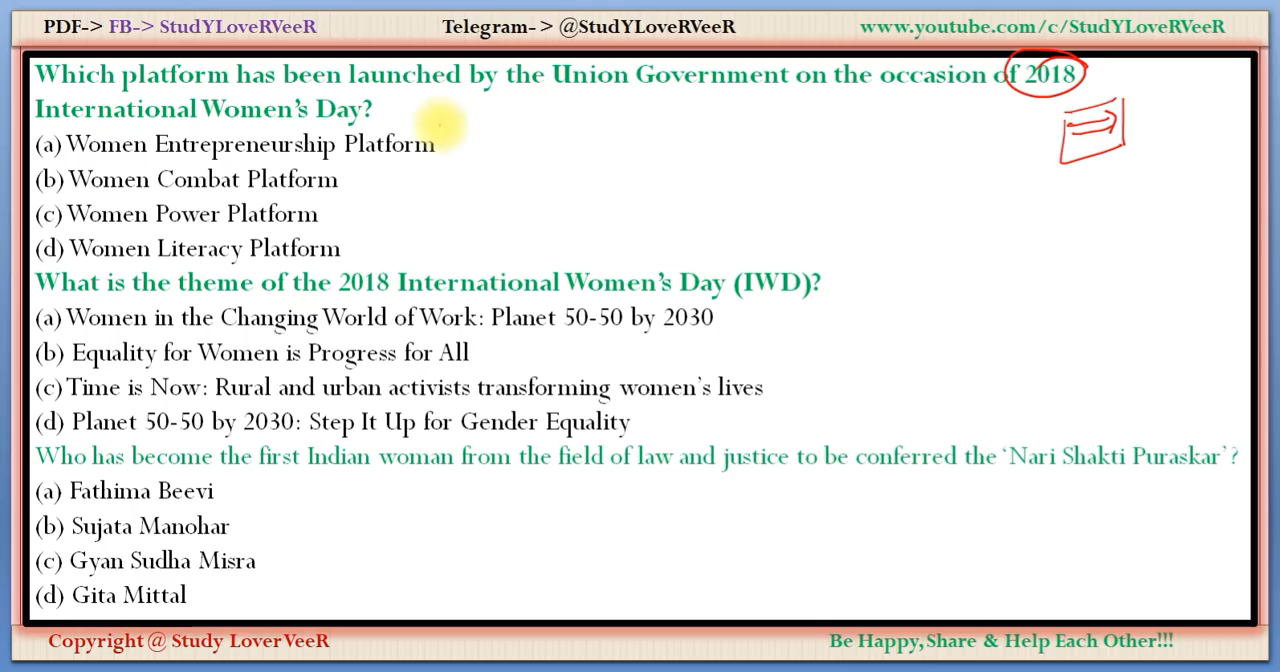 PDF-> FB-> StudYLoveRVeeR Telegram- > @StudYLoveRVeeR www.youtube.com/c/StudYLoveRVeeR
Which platform has been launched by the Union Government on the occasion of 2018
International Women's Day?
(a) Women Entrepreneurship Platform
(b) Women Combat Platform
(c) Women Power Platform
(d) Women Literacy Platform
What is the theme of the 2018 International Women's Day (IWD)?
(a) Women in the Changing World of Work: Planet 50-50 by 2030
(b) Equality for Women is Progress for All
(c) Time is Now: Rural and urban activists transforming women's lives
(d) Planet 50-50 by 2030: Step It Up for Gender Equality
Who has become the first Indian woman from the field of law and justice to be conferred the 'Nari Shakti Puraskar'?
(a) Fathima Beevi
(b) Sujata Manohar
(c) Gyan Sudha Misra
(d) Gita Mittal
Copyright @ Study LoverVeeR Be Happy,Share & Help Each Other!!!